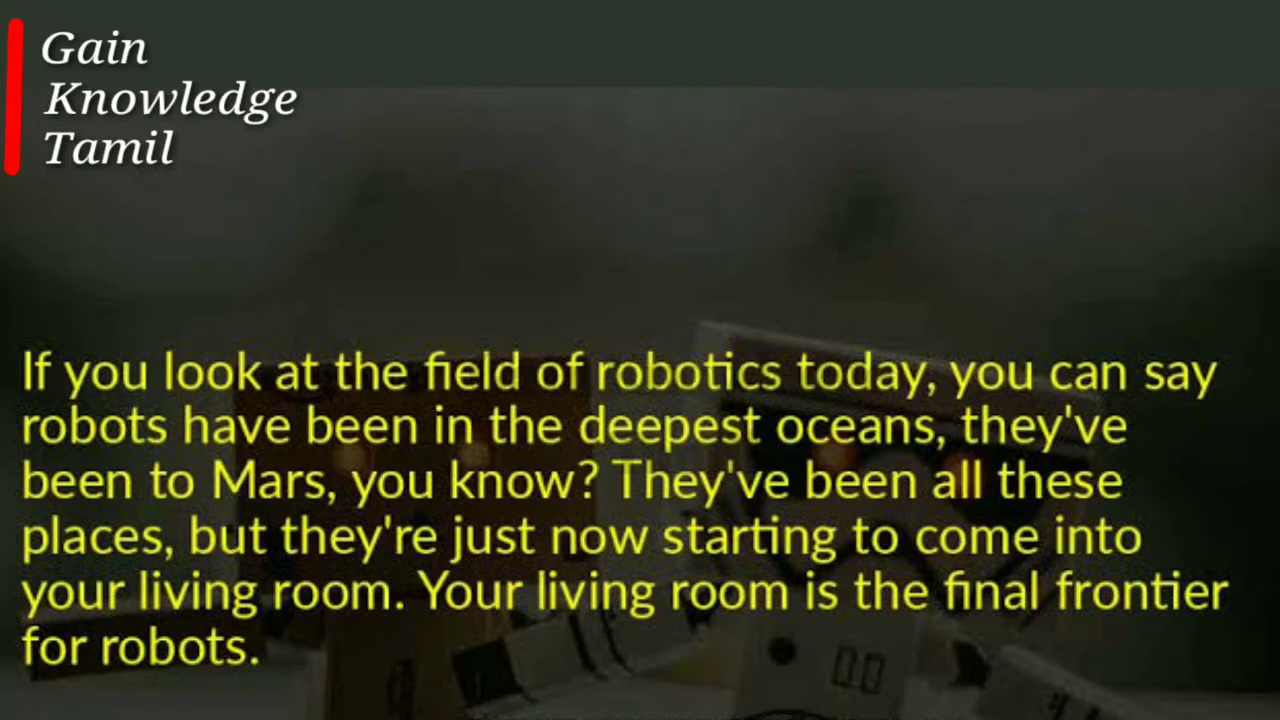 Gain
Knowledge
Tamil
If you look at the field of robotics today, you can say
robots have been in the deepest oceans, they've
been to Mars, you know? They've been all these
places, but they're just now starting to come into
your living room. Your living room is the final frontier
for robots.